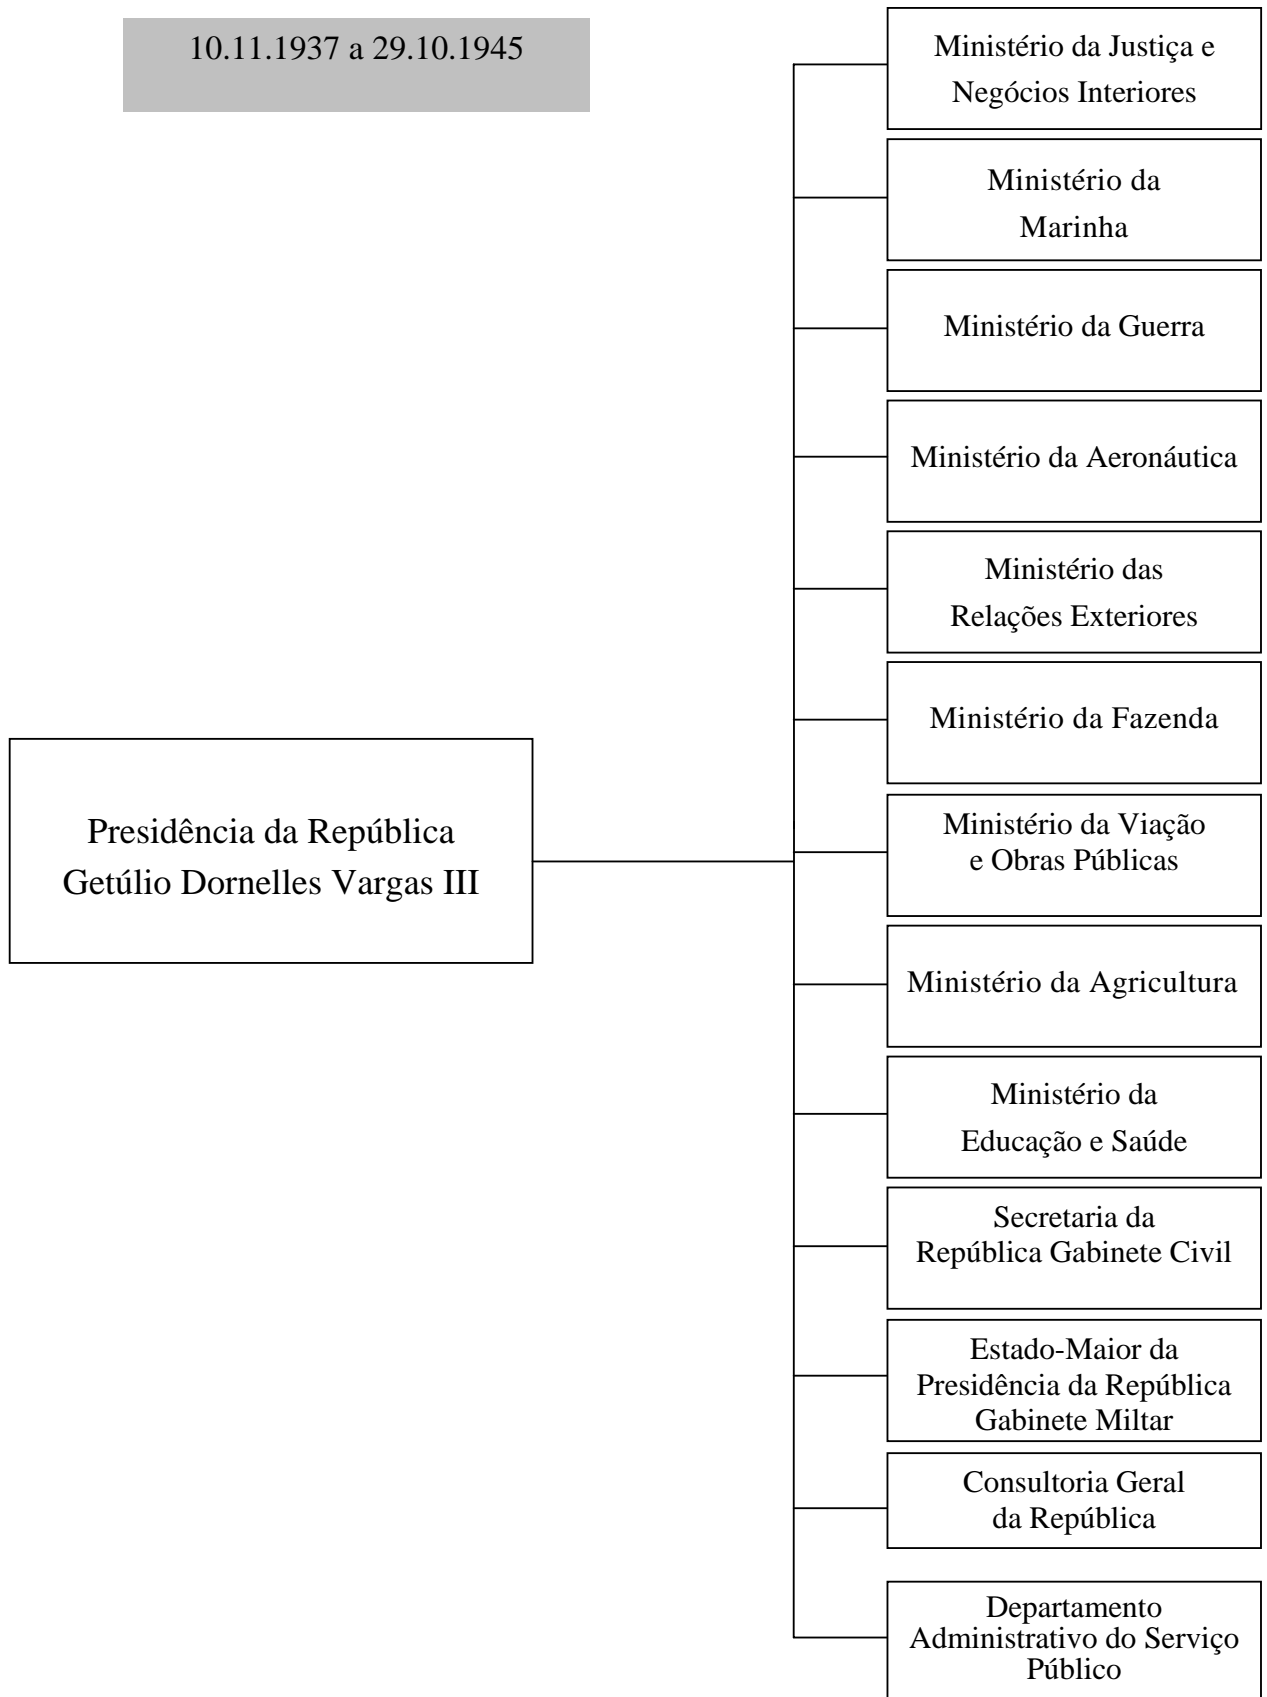 10.11.1937 a 29.10.1945
Ministério da Justiça e
Negócios Interiores
Ministério da
Marinha
Ministério da Guerra
Ministério da Aeronáutica
Ministério das
Relações Exteriores
Ministério da Fazenda
Presidência da República
Getúlio Dornelles Vargas III
Ministério da Viação
e Obras Públicas
Ministério da Agricultura
Ministério da
Educação e Saúde
Secretaria da
República Gabinete Civil
Estado-Maior da
Presidência da República
Gabinete Miltar
Consultoria Geral
da República
Departamento
Administrativo do Serviço
Público